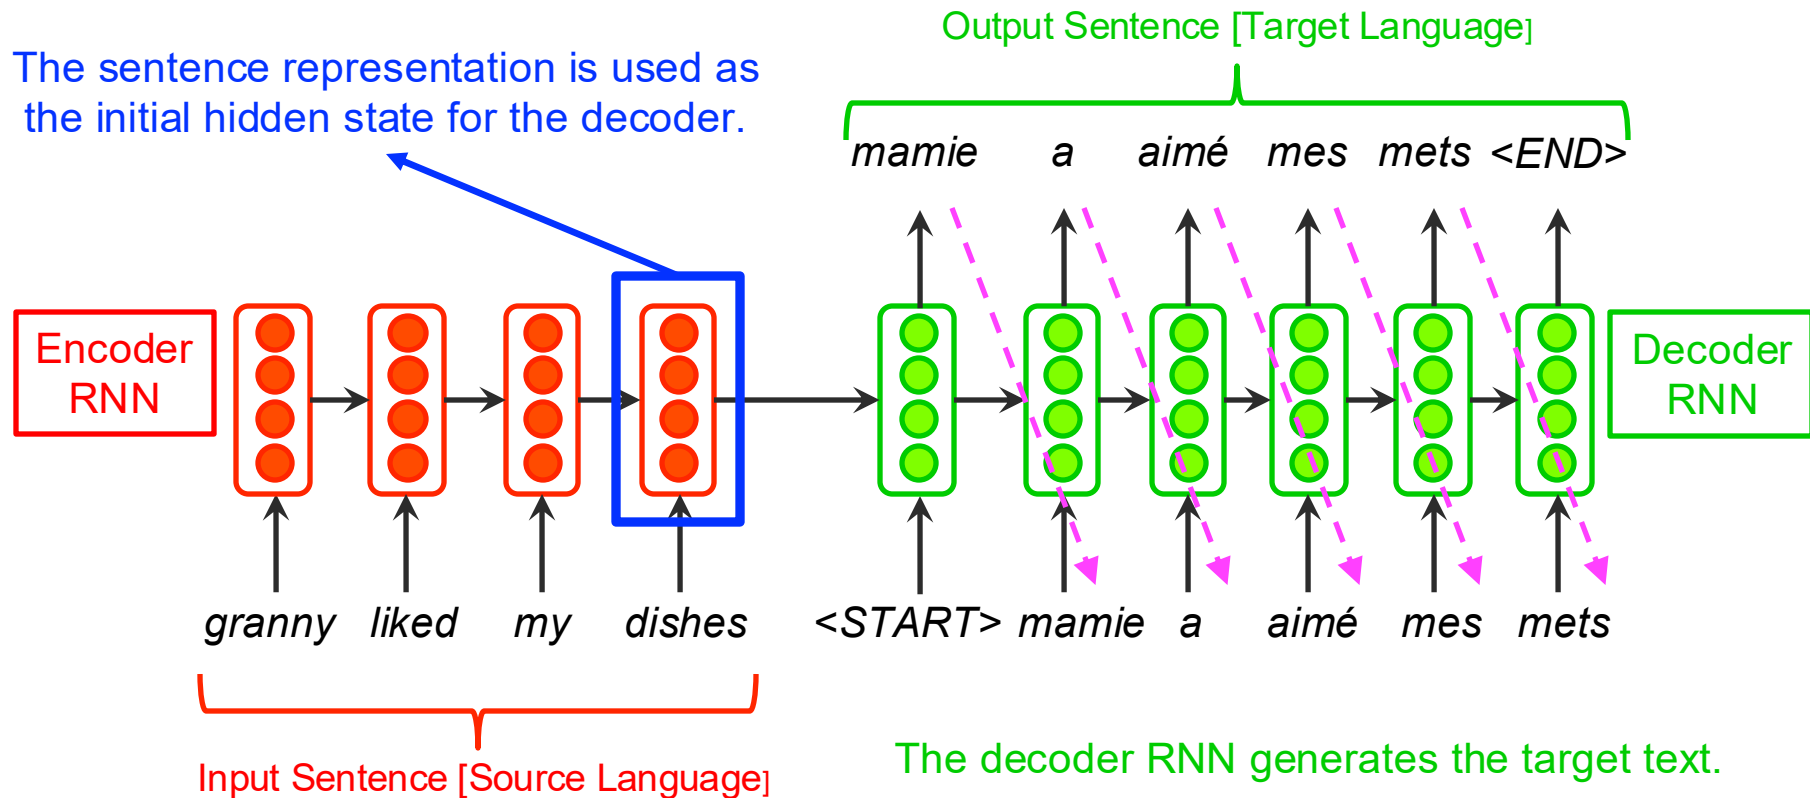 Output Sentence [Target Language]
The sentence representation is used as
the initial hidden state for the decoder.
mamie a aimé mes mets <END>
Encoder
RNN
Decoder
RNN
granny liked my dishes <START> mamie a aimé mes mets
Input Sentence [Source Language]
The decoder RNN generates the target text.